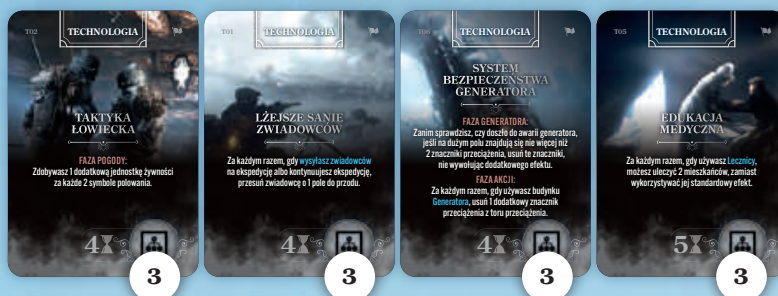 T02
TECHNOLOGIA
TAKTYKA
ŁOWIECKA
FAZA POGODY:
Zdobywasz 1 dodatkową jednostkę żywności
za każde 2 symbole polowania.
4
3
T01
TECHNOLOGIA
LŻEJSZE SANIE
ZWIADOWCÓW
Za każdym razem, gdy wysyłasz zwiadowców
na ekspedycję albo kontynuujesz ekspedycję,
przesuń zwiadowcę o 1 pole do przodu.
4
3
T06
TECHNOLOGIA
SYSTEM
BEZPIECZEŃSTWA
GENERATORA
FAZA GENERATORA:
Zanim sprawdzisz, czy doszło do awarii generatora,
jeśli na dużym polu znajdują się nie więcej niż
2 znaczniki przeciążenia, usuń te znaczniki,
nie wywołując dodatkowego efektu.
FAZA AKCJI:
Za każdym razem, gdy używasz budynku
Generatora, usuń 1 dodatkowy znacznik
przeciążenia z toru przeciążenia.
4
3
T05
TECHNOLOGIA
EDUKACJA
MEDYCZNA
Za każdym razem, gdy używasz Lecznicy,
możesz uleczyć 2 mieszkańców, zamiast
wykorzystywać jej standardowy efekt.
5
3